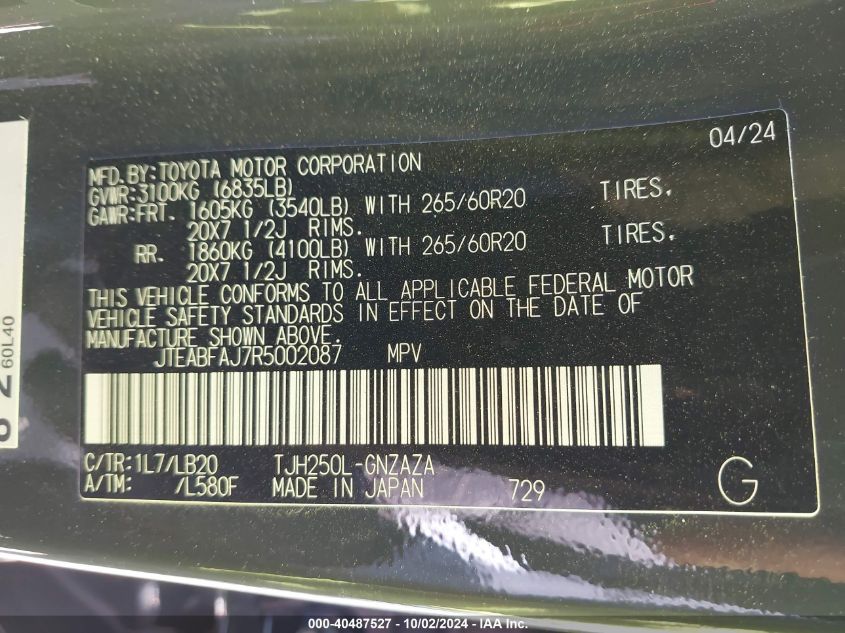 04/24
MFD.BY:TOYOTA MOTOR CORPORATION
GVWR:3100KG (6835LB)
GAWR:FRT. 1605KG (3540LB) WITH 265/60R20 TIRES.
20X7 1/2J RIMS.
RR. 1860KG (4100LB) WITH 265/60R20 TIRES.
20X7 1/2J RIMS.
THIS VEHICLE CONFORMS TO ALL APPLICABLE FEDERAL MOTOR
VEHICLE SAFETY STANDARDS IN EFFECT ON THE DATE OF
MANUFACTURE SHOWN ABOVE.
JTEABFAJ7R5002087 MPV
C/TR:1L7/LB20 TJH250L-GNZAZA
A/TM: /L580F MADE IN JAPAN 729 G
60L40
000-40487527 - 10/02/2024 - IAA Inc.